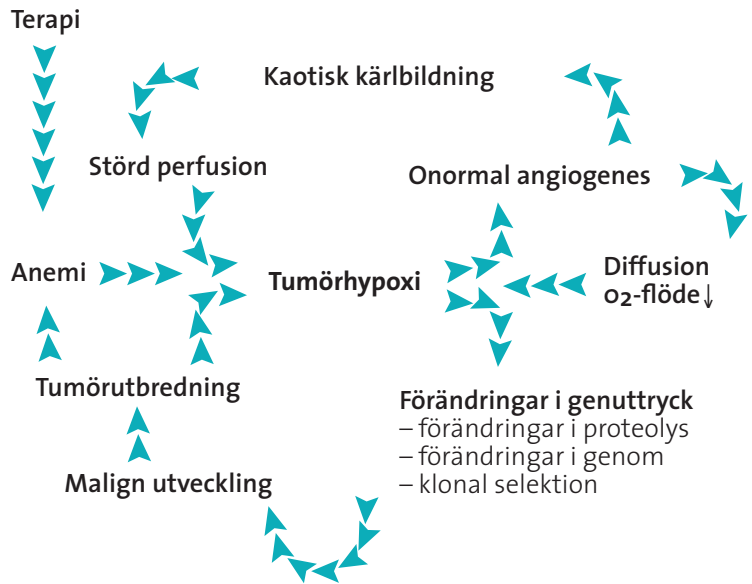 Terapi
Kaotisk kärlbildning
Störd perfusion
Onormal angiogenes
Anemi
Tumörhypoxi
Diffusion
o2-flöde↓
Tumörutbredning
Förändringar i genuttryck
– förändringar i proteolys
– förändringar i genom
– klonal selektion
Malign utveckling